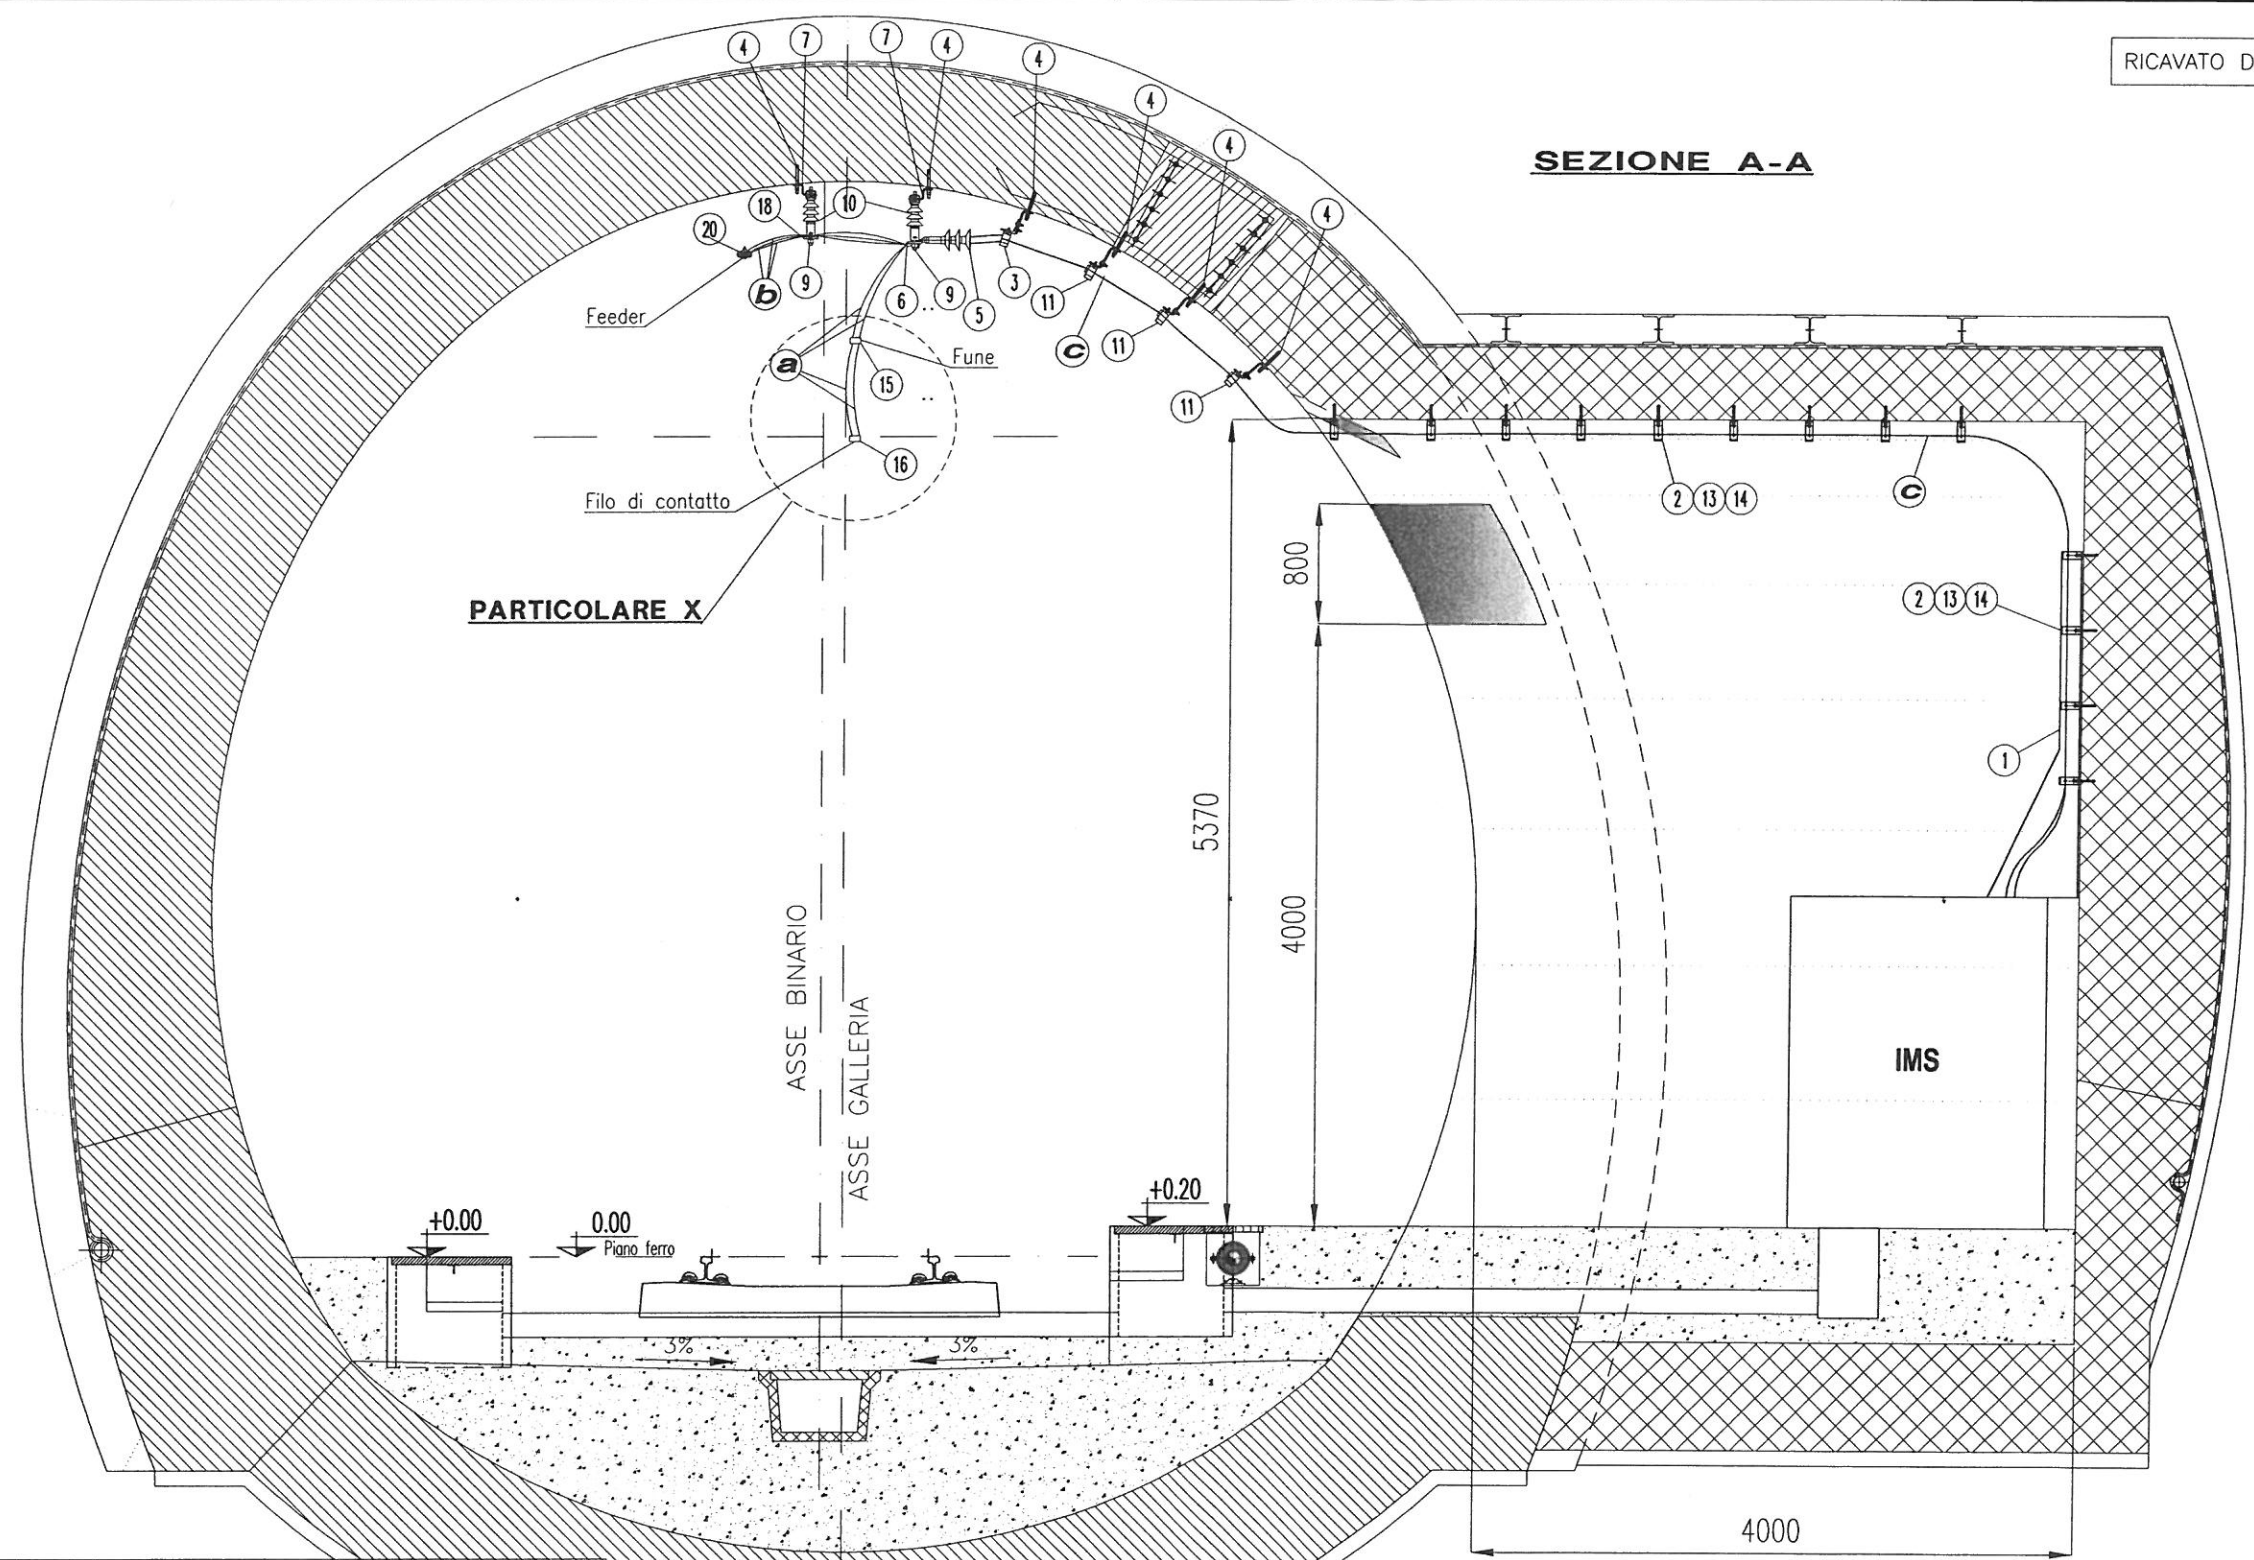 RICAVATO D
SEZIONE A-A
4 7 7 4 4
4
4
4
18 10
20
b 9 6 9 5 3 11
Feeder
c 11
a Fune
15
11
16
Filo di contatto
2 13 14 c
800
PARTICOLARE X
2 13 14
1
5370
4000
ASSE BINARIO
ASSE GALLERIA
IMS
+0.20
+0.00
0.00
Piano ferro
3% 3%
4000